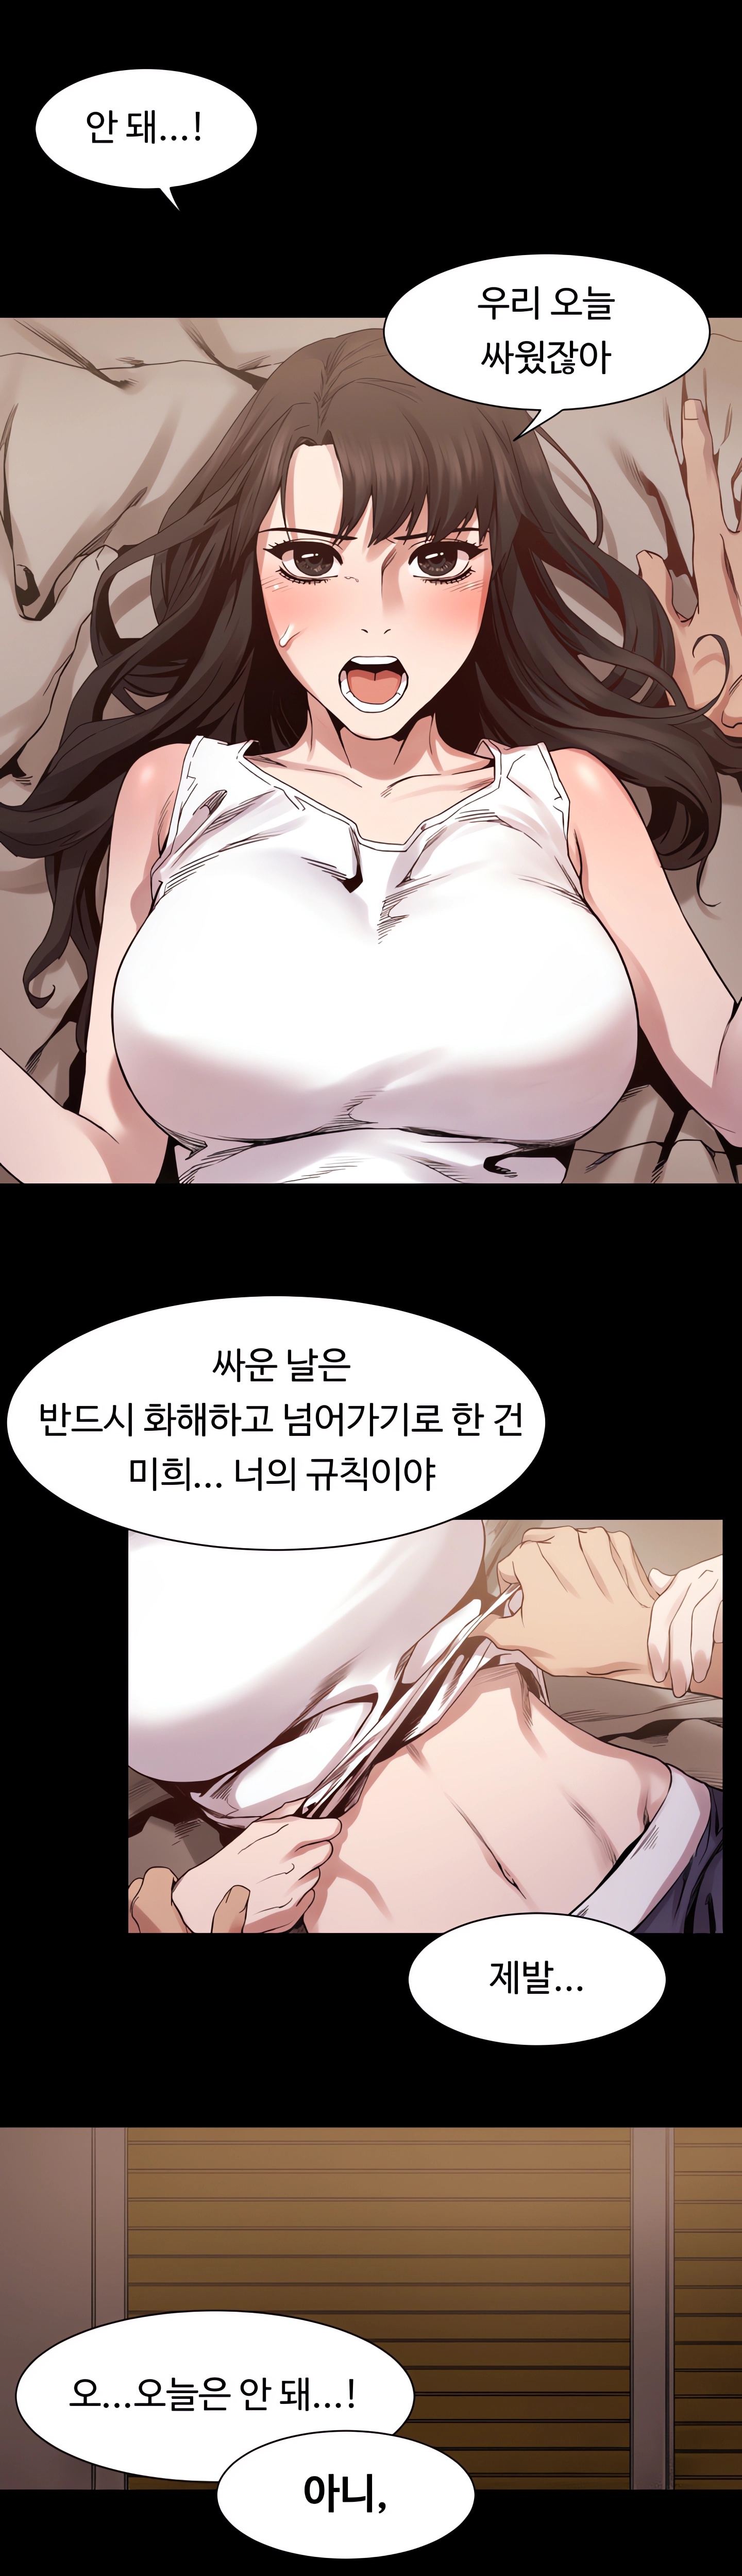 안 돼...!
우리 오늘
싸웠잖아
싸운 날은
반드시 화해하고 넘어가기로 한 건
미희... 너의 규칙이야
제발...
오...오늘은 안 돼...!
아니,